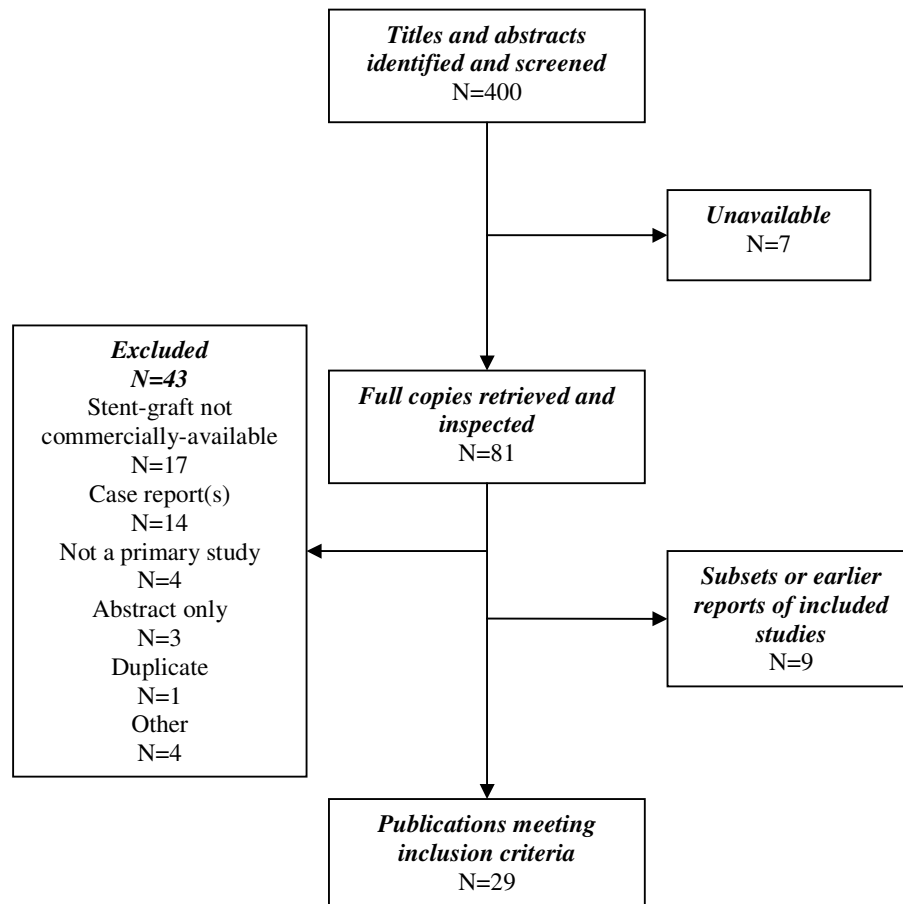 Titles and abstracts
identified and screened
N=400
Unavailable
N=7
Excluded
N=43
Stent-graft not
commercially-available
N=17
Case report(s)
N=14
Not a primary study
N=4
Abstract only
N=3
Duplicate
N=1
Other
N=4
Full copies retrieved and
inspected
N=81
Subsets or earlier
reports of included
studies
N=9
Publications meeting
inclusion criteria
N=29